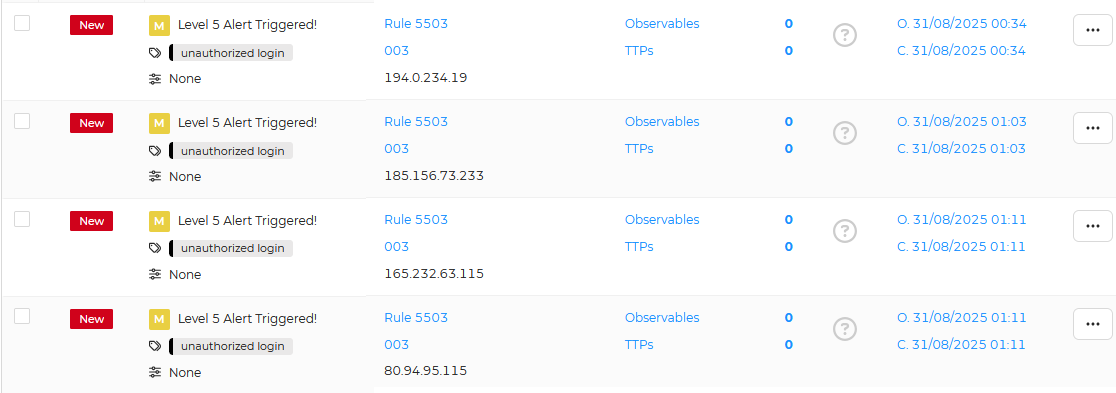 New M Level 5 Alert Triggered! Rule 5503 Observables 0 ? O. 31/08/2025 00:34 ...
unauthorized login 003 TTPs 0 C. 31/08/2025 00:34
None 194.0.234.19
New M Level 5 Alert Triggered! Rule 5503 Observables 0 ? O. 31/08/2025 01:03 ...
unauthorized login 003 TTPs 0 C. 31/08/2025 01:03
None 185.156.73.233
New M Level 5 Alert Triggered! Rule 5503 Observables 0 ? O. 31/08/2025 01:11 ...
unauthorized login 003 TTPs 0 C. 31/08/2025 01:11
None 165.232.63.115
New M Level 5 Alert Triggered! Rule 5503 Observables 0 ? O. 31/08/2025 01:11 ...
unauthorized login 003 TTPs 0 C. 31/08/2025 01:11
None 80.94.95.115